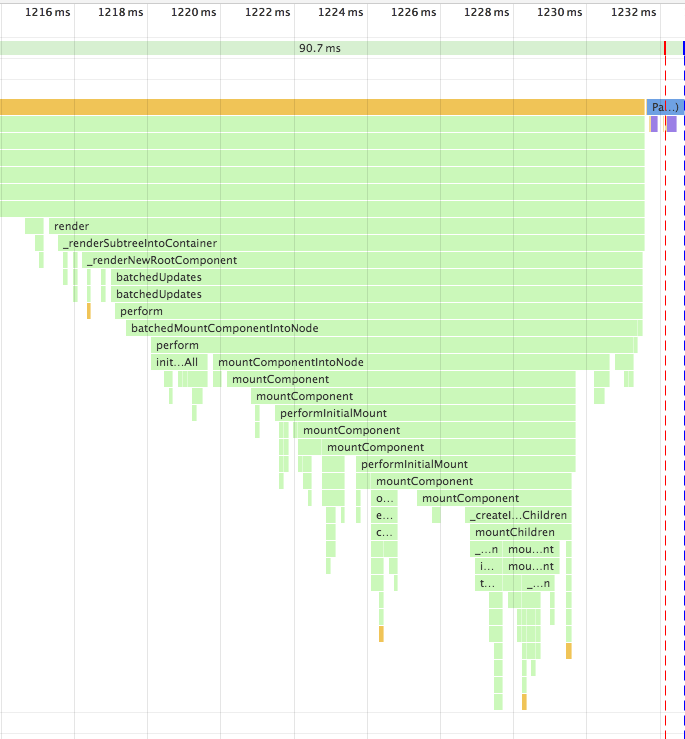 1216 ms 1218 ms 1220 ms 1222 ms 1224 ms 1226 ms 1228 ms 1230 ms 1232 ms
90.7 ms
Pa...)
render
_renderSubtreeIntoContainer
_renderNewRootComponent
batchedUpdates
batchedUpdates
perform
batchedMountComponentIntoNode
perform
init...All mountComponentIntoNode
mountComponent
mountComponent
performInitialMount
mountComponent
mountComponent
performInitialMount
mountComponent
o... mountComponent
e... _createI...Children
c... mountChildren
_...n mou...nt
i... mou...nt
t... _...n